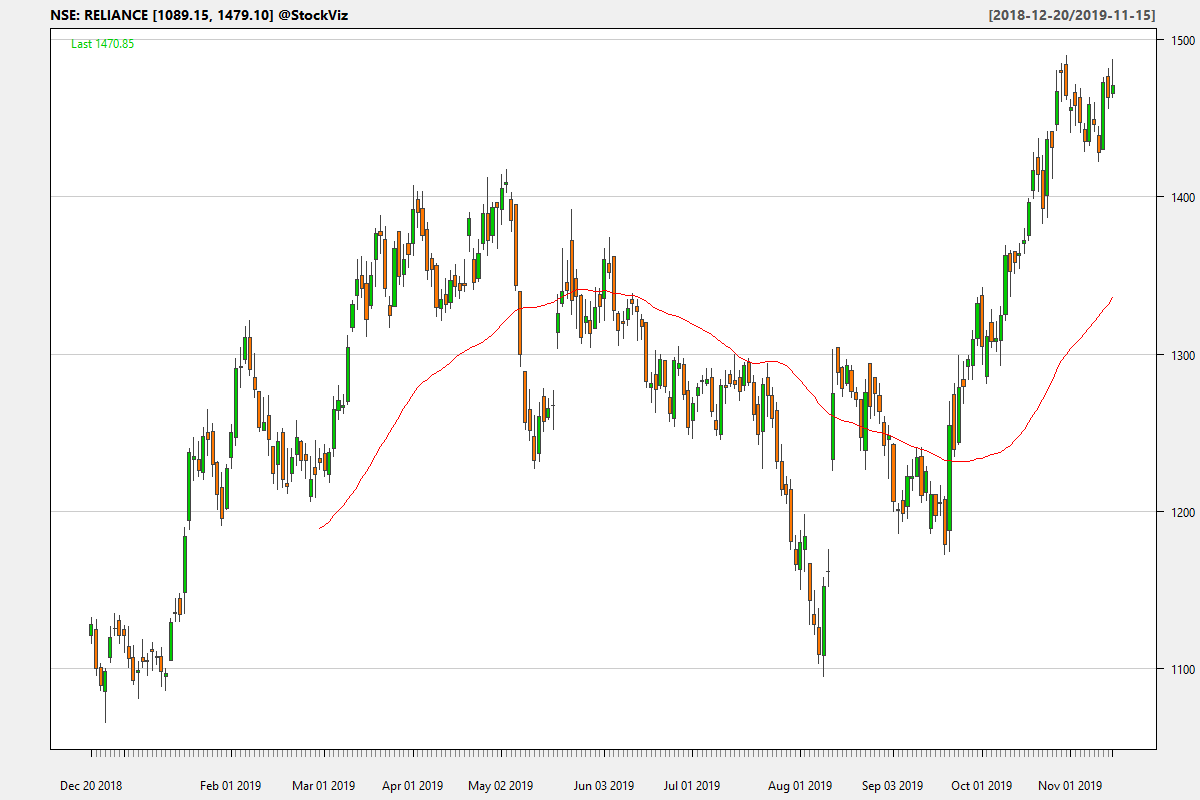 NSE: RELIANCE [1089.15, 1479.10] @StockViz
[2018-12-20/2019-11-15]
Last 1470.85
1500
1400
1300
1200
1100
Dec 20 2018
Feb 01 2019
Mar 01 2019
Apr 01 2019
May 02 2019
Jun 03 2019
Jul 01 2019
Aug 01 2019
Sep 03 2019
Oct 01 2019
Nov 01 2019